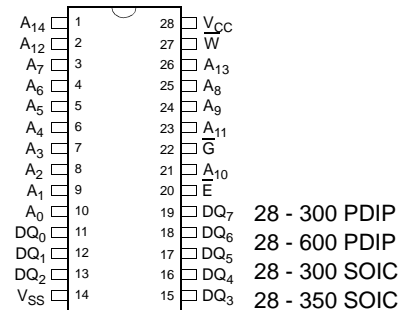 A14 1 28 VCC
A12 2 27 W̅
A7 3 26 A13
A6 4 25 A8
A5 5 24 A9
A4 6 23 A11
A3 7 22 G̅
A2 8 21 A10
A1 9 20 E̅
A0 10 19 DQ7 28 - 300 PDIP
DQ0 11 18 DQ6 28 - 600 PDIP
DQ1 12 17 DQ5
DQ2 13 16 DQ4 28 - 300 SOIC
VSS 14 15 DQ3 28 - 350 SOIC